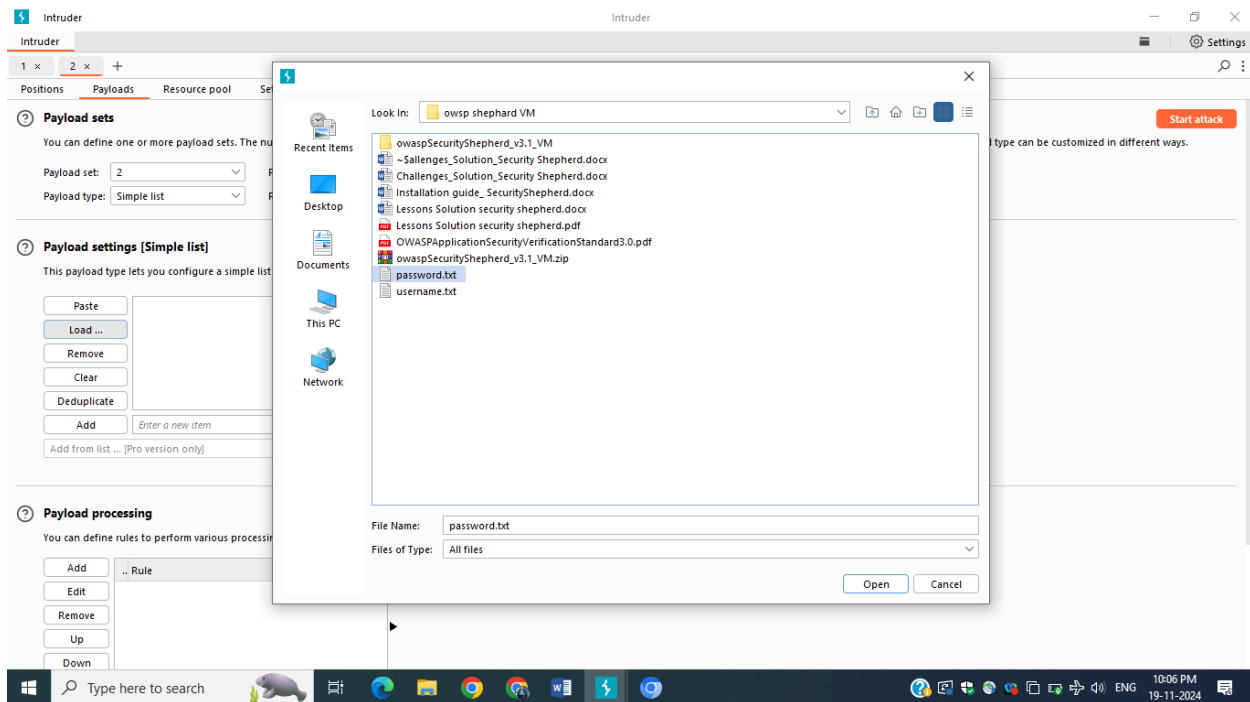 Intruder
Intruder
Intruder
Settings
1 ×
2 ×
+
Positions
Payloads
Resource pool
Se
Payload sets
Start attack
You can define one or more payload sets. The nu
l type can be customized in different ways.
Payload set: 2
Payload type: Simple list
Payload settings [Simple list]
This payload type lets you configure a simple list
Paste
Load ...
Remove
Clear
Deduplicate
Add
Enter a new item
Add from list ... [Pro version only]
Payload processing
You can define rules to perform various processin
Add
.. Rule
Edit
Remove
Up
Down
Look In: owsp shephard VM
Recent Items
Desktop
Documents
This PC
Network
owaspSecurityShepherd_v3.1_VM
~$allenges_Solution_Security Shepherd.docx
Challenges_Solution_Security Shepherd.docx
Installation guide_ SecurityShepherd.docx
Lessons Solution security shepherd.docx
Lessons Solution security shepherd.pdf
OWASPApplicationSecurityVerificationStandard3.0.pdf
owaspSecurityShepherd_v3.1_VM.zip
password.txt
username.txt
File Name: password.txt
Files of Type: All files
Open
Cancel
Type here to search
ENG
10:06 PM
19-11-2024